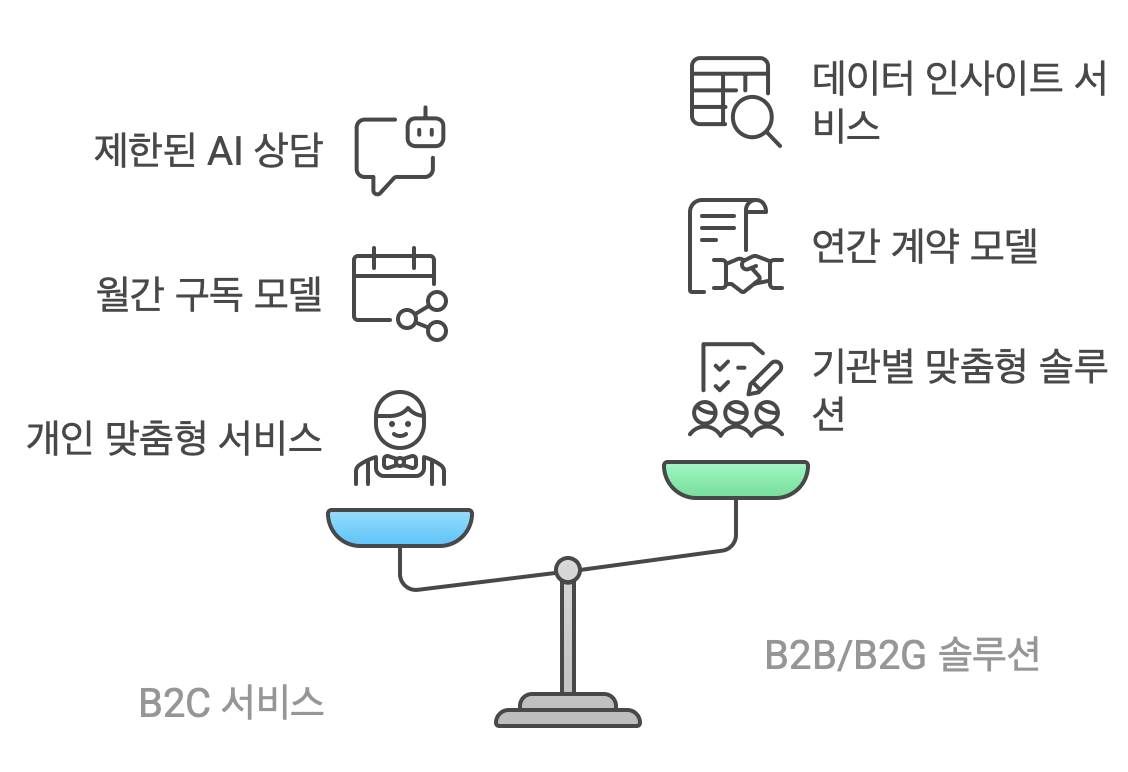 제한된 AI 상담
월간 구독 모델
개인 맞춤형 서비스
B2C 서비스
데이터 인사이트 서
비스
연간 계약 모델
기관별 맞춤형 솔루
션
B2B/B2G 솔루션